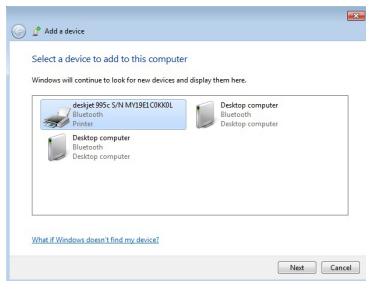 Add a device
Select a device to add to this computer
Windows will continue to look for new devices and display them here.
deskjet 995c S/N MY19E1C0KK0L
Bluetooth
Printer
Desktop computer
Bluetooth
Desktop computer
Desktop computer
Bluetooth
Desktop computer
What if Windows doesn't find my device?
Next
Cancel